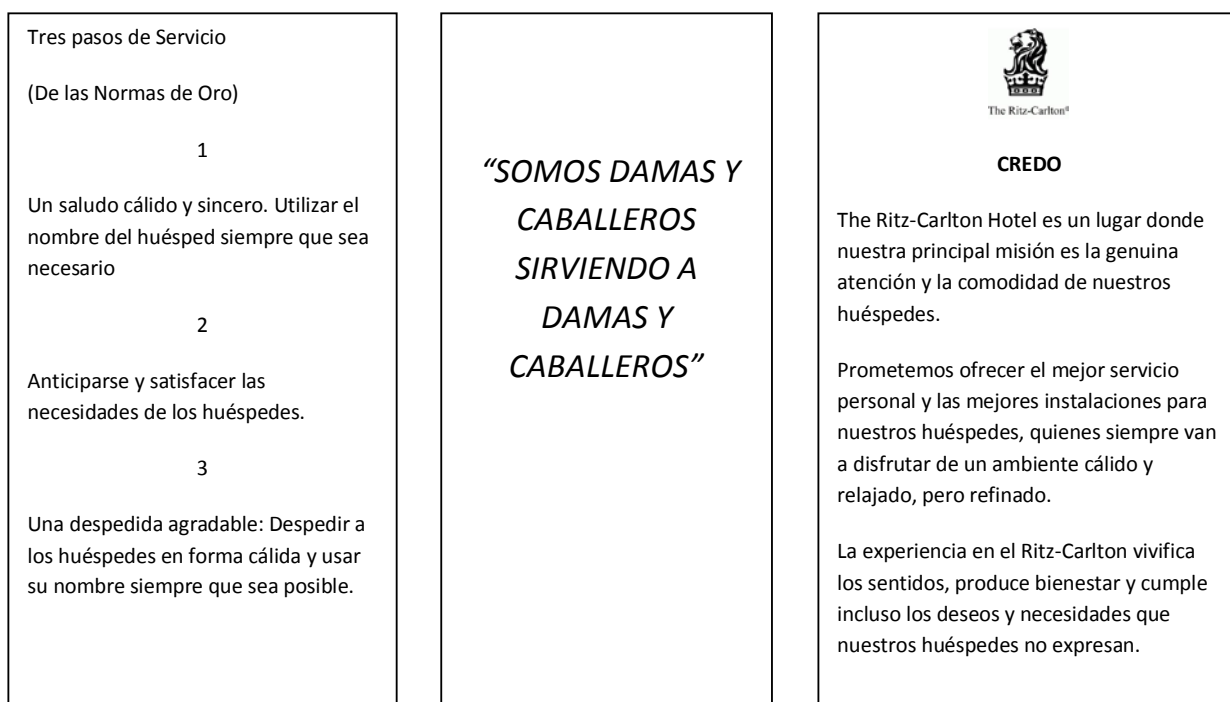 Tres pasos de Servicio
(De las Normas de Oro)
1
Un saludo cálido y sincero. Utilizar el
nombre del huésped siempre que sea
necesario
2
Anticiparse y satisfacer las
necesidades de los huéspedes.
3
Una despedida agradable: Despedir a
los huéspedes en forma cálida y usar
su nombre siempre que sea posible.
“SOMOS DAMAS Y
CABALLEROS
SIRVIENDO A
DAMAS Y
CABALLEROS”
The Ritz-Carlton®
CREDO
The Ritz-Carlton Hotel es un lugar donde
nuestra principal misión es la genuina
atención y la comodidad de nuestros
huéspedes.
Prometemos ofrecer el mejor servicio
personal y las mejores instalaciones para
nuestros huéspedes, quienes siempre van
a disfrutar de un ambiente cálido y
relajado, pero refinado.
La experiencia en el Ritz-Carlton vivifica
los sentidos, produce bienestar y cumple
incluso los deseos y necesidades que
nuestros huéspedes no expresan.